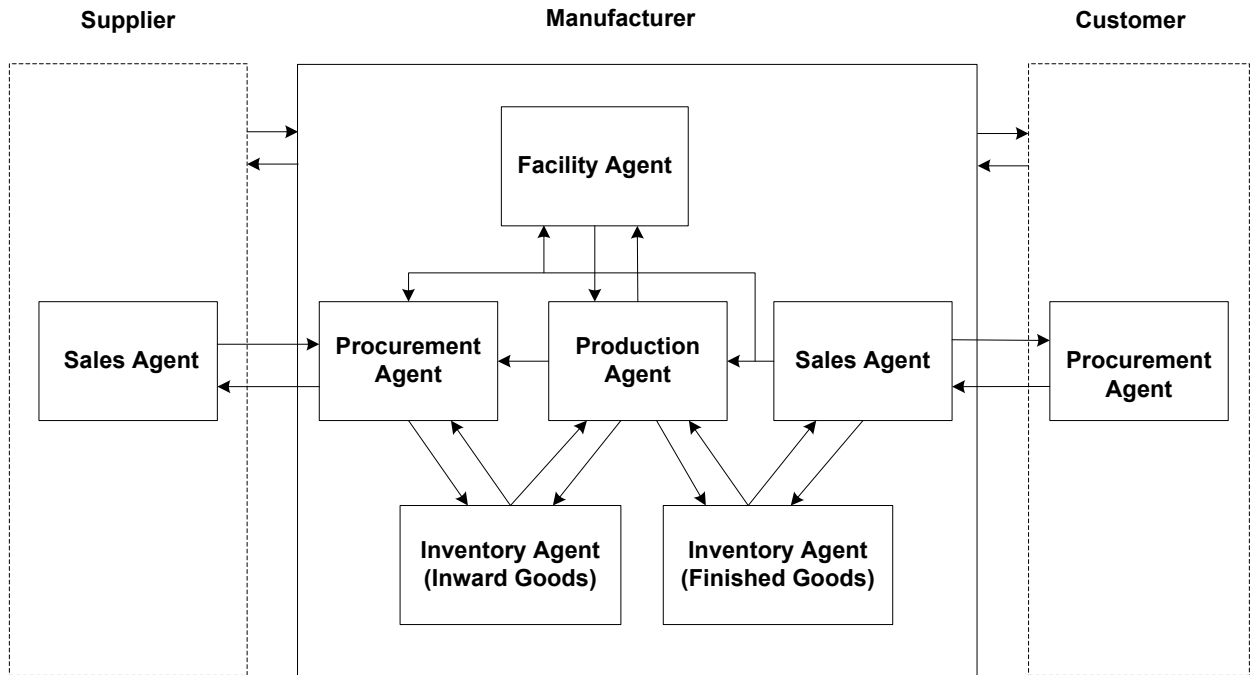 Supplier
Manufacturer
Customer
Facility Agent
Sales Agent
Procurement
Agent
Production
Agent
Sales Agent
Procurement
Agent
Inventory Agent
(Inward Goods)
Inventory Agent
(Finished Goods)